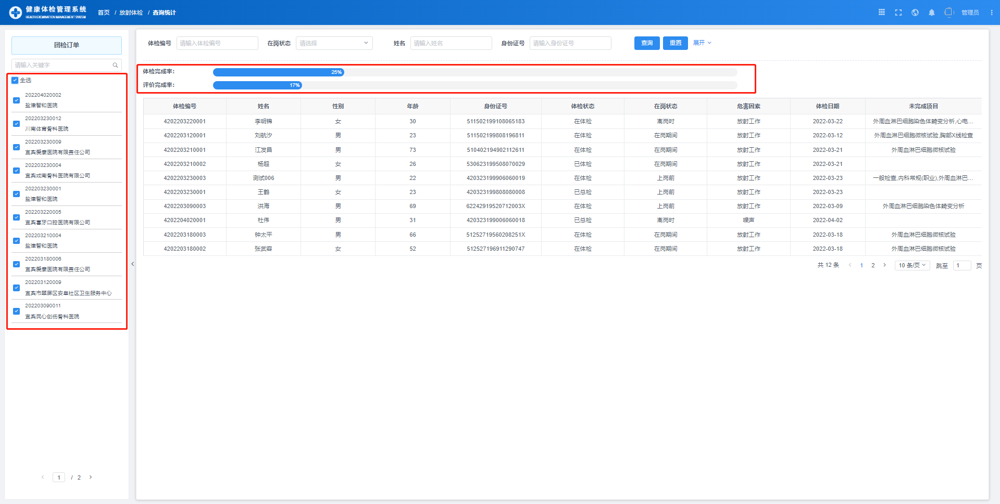 健康体检管理系统
HEALTH EXOMINATION MANAGEMENT SYSTEM
首页 / 放射体检 / 查询统计
管理员
团检订单
请输入关键字
全选
202204020002
盐津智和医院
202203230012
川南体育骨科医院
202203230009
宜宾爱康医院有限责任公司
202203230004
宜宾戎南骨科医院有限公司
202203230001
盐津智和医院
202203220005
宜宾喜牙口腔医院有限公司
202203210004
盐津智和医院
202203180006
宜宾爱康医院有限责任公司
202203120009
宜宾市翠屏区安阜社区卫生服务中心
202203090011
宜宾民心创伤骨科医院
1 / 2
体检编号 请输入体检编号 在岗状态 请选择 姓名 请输入姓名 身份证号 请输入身份证号 查询 重置 展开
体检完成率: 25%
评价完成率: 17%
体检编号 姓名 性别 年龄 身份证号 体检状态 在岗状态 危害因素 体检日期 未完成项目
4202203220001 李明锦 女 30 511502199108065183 在体检 离岗时 放射工作 2022-03-22 外周血淋巴细胞染色体畸变分析,心电…
4202203120001 刘航汐 男 23 511502199808196811 在体检 在岗期间 放射工作 2022-03-12 外周血淋巴细胞微核试验,胸部X线检查
4202203210001 江发昌 男 73 510402194902112611 在体检 在岗期间 放射工作 2022-03-21 外周血淋巴细胞微核试验
4202203210002 杨超 女 26 530623199508070029 已体检 在岗期间 放射工作 2022-03-21
4202203230003 测试006 男 22 420323199906060019 在体检 上岗前 放射工作 2022-03-23 一般检查,内科常规(职业),外周血淋巴…
4202203230001 王鹤 女 23 420323199808080008 已总检 上岗前 放射工作 2022-03-23
4202203090003 洪海 男 69 62242919520712003X 在体检 上岗前 放射工作 2022-03-09 外周血淋巴细胞染色体畸变分析
4202204020001 杜伟 男 31 420323199006060018 已总检 离岗时 噪声 2022-04-02
4202203180003 钟太平 男 66 51252719560208251X 在体检 在岗期间 放射工作 2022-03-18 外周血淋巴细胞微核试验
4202203180002 张武容 女 52 512527196911290747 在体检 在岗期间 放射工作 2022-03-18 外周血淋巴细胞微核试验
共 12 条 1 2 10 条/页 跳至 1 页